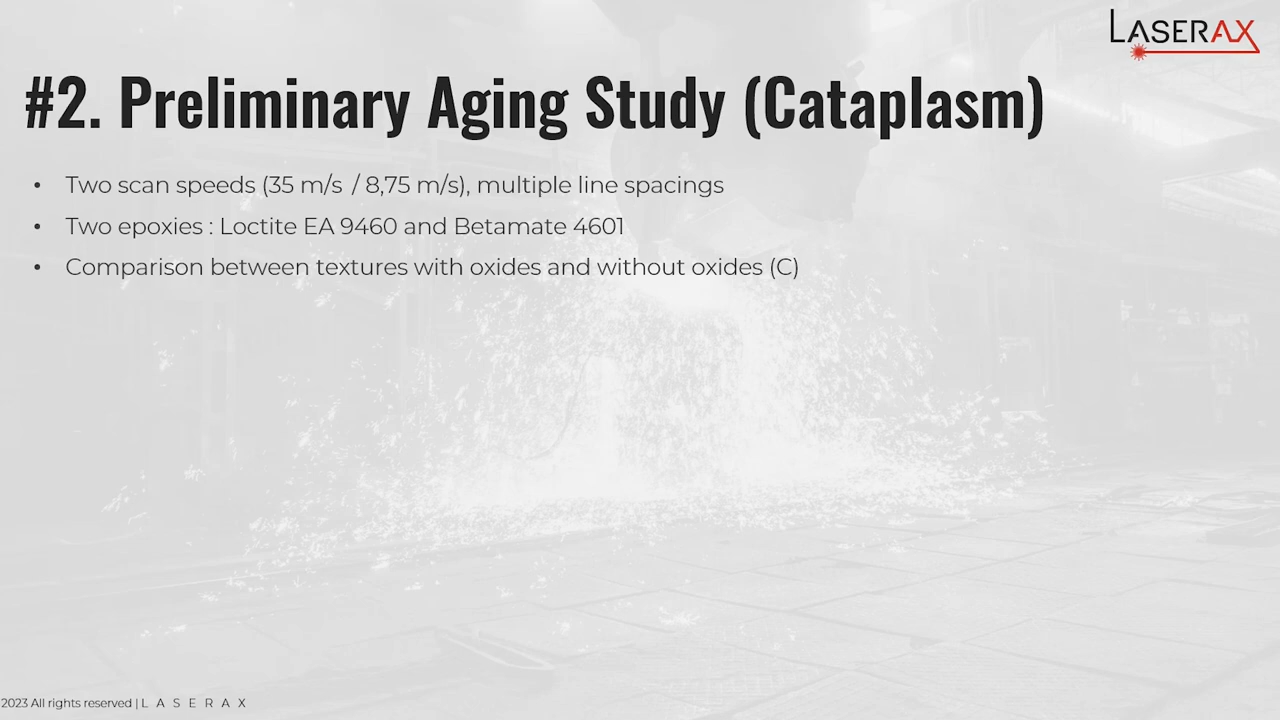 LASERAX
#2. Preliminary Aging Study (Cataplasm)
• Two scan speeds (35 m/s / 8,75 m/s), multiple line spacings
• Two epoxies : Loctite EA 9460 and Betamate 4601
• Comparison between textures with oxides and without oxides (C)
2023 All rights reserved | L A S E R A X